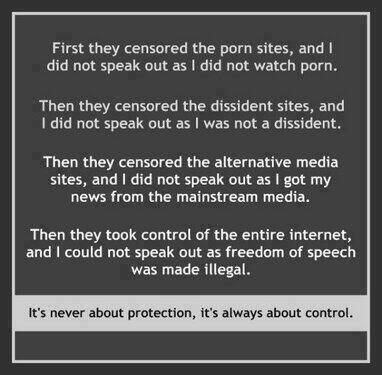 First they censored the porn sites, and I
did not speak out as I did not watch porn.
Then they censored the dissident sites, and
I did not speak out as I was not a dissident.
Then they censored the alternative media
sites, and I did not speak out as I got my
news from the mainstream media.
Then they took control of the entire internet,
and I could not speak out as freedom of speech
was made illegal.
It's never about protection, it's always about control.